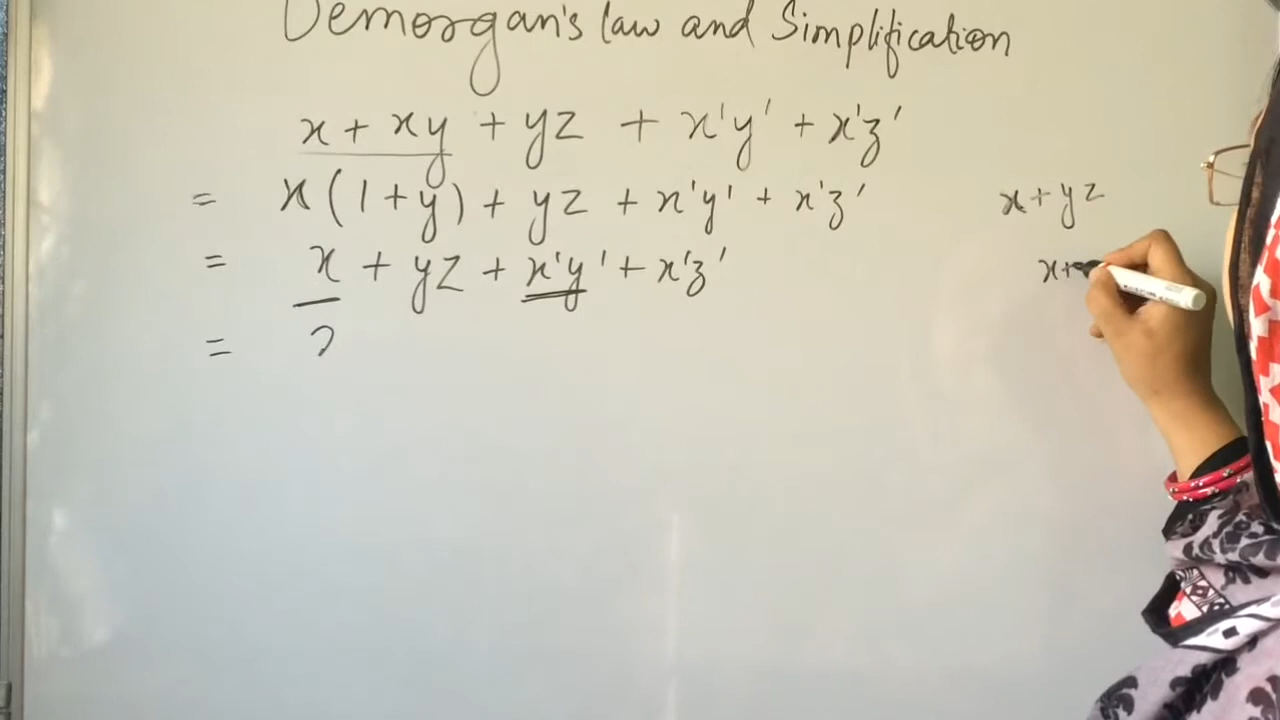 Demorgan's law and Simplification
x + xy + yz + x'y' + x'z'
= x(1+y) + yz + x'y' + x'z'
= x + yz + x'y' + x'z'
=
x+yz
x+